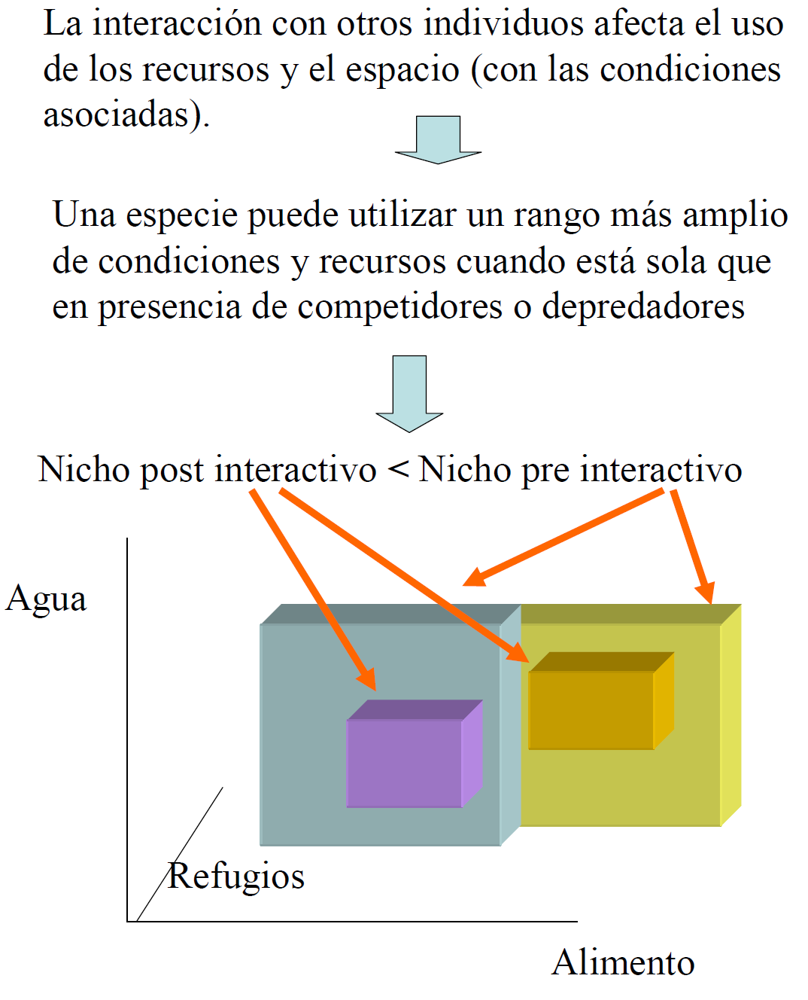 La interacción con otros individuos afecta el uso
de los recursos y el espacio (con las condiciones
asociadas).
Una especie puede utilizar un rango más amplio
de condiciones y recursos cuando está sola que
en presencia de competidores o depredadores
Nicho post interactivo < Nicho pre interactivo
Agua
Refugios
Alimento